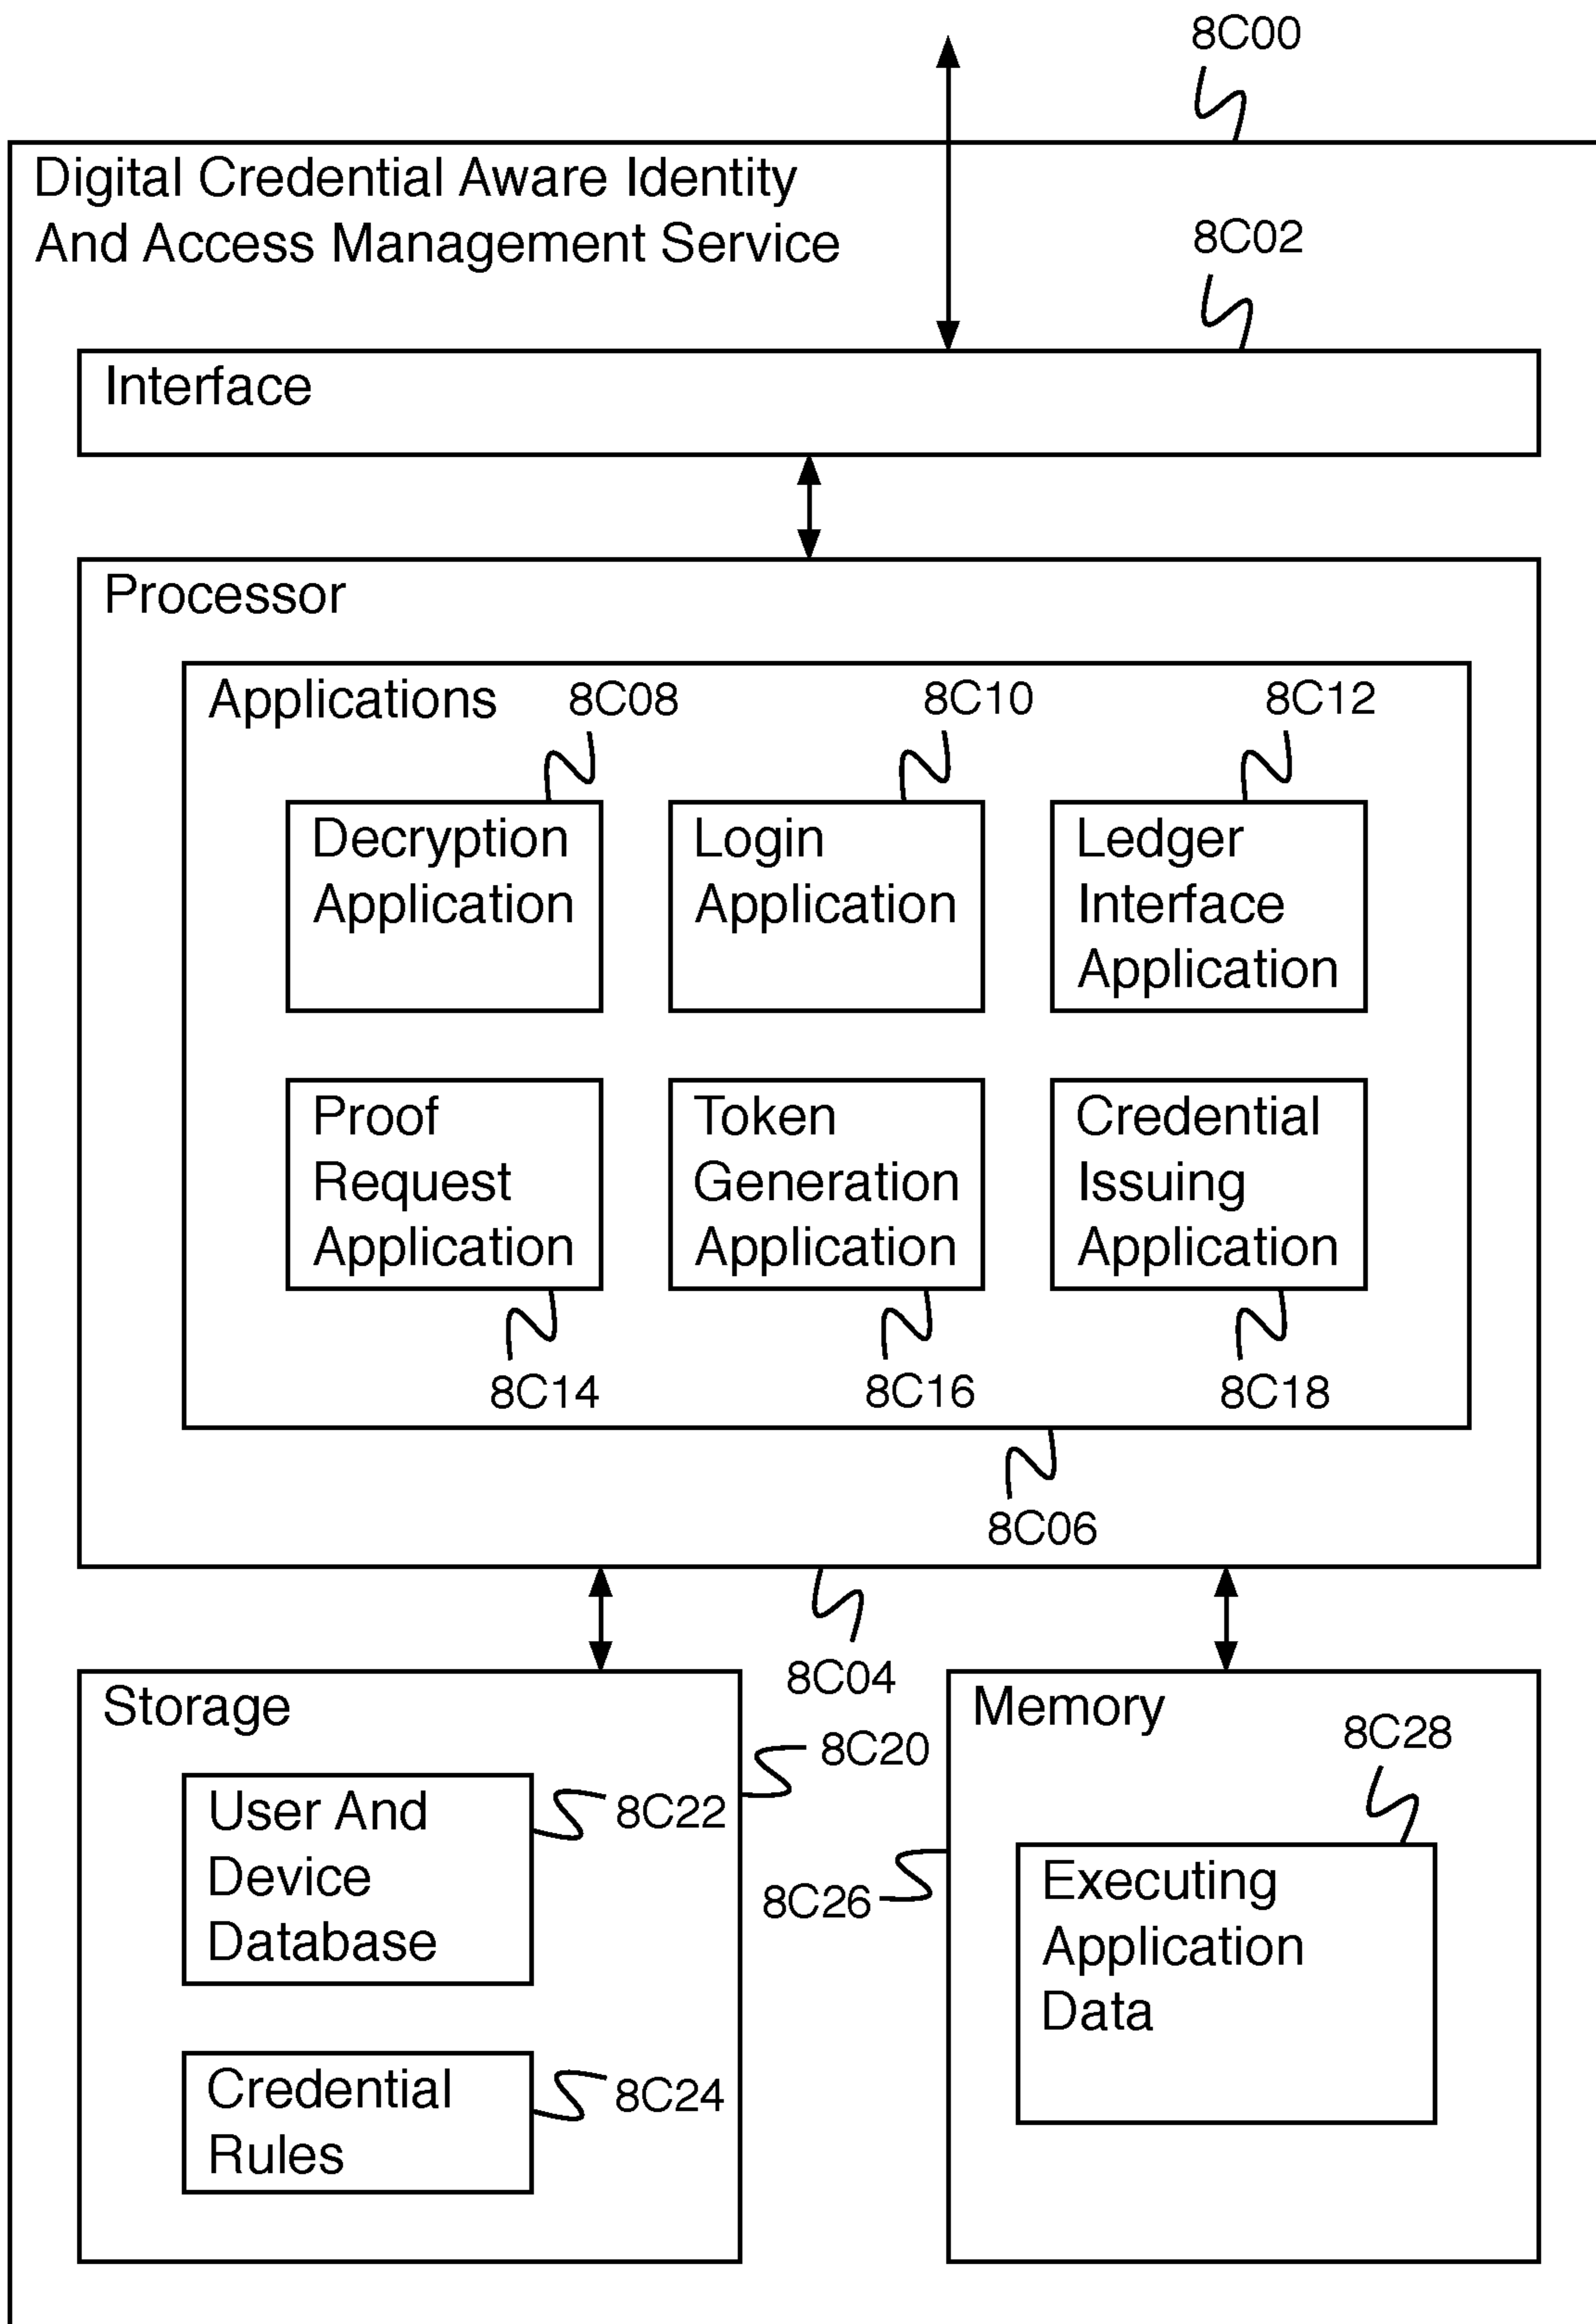 8C00
Digital Credential Aware Identity
And Access Management Service
8C02
Interface
Processor
Applications
8C08
8C10
8C12
Decryption
Application
Login
Application
Ledger
Interface
Application
Proof
Request
Application
Token
Generation
Application
Credential
Issuing
Application
8C14
8C16
8C18
8C06
8C04
Storage
8C20
User And
Device
Database
8C22
Credential
Rules
8C24
Memory
8C26
8C28
Executing
Application
Data